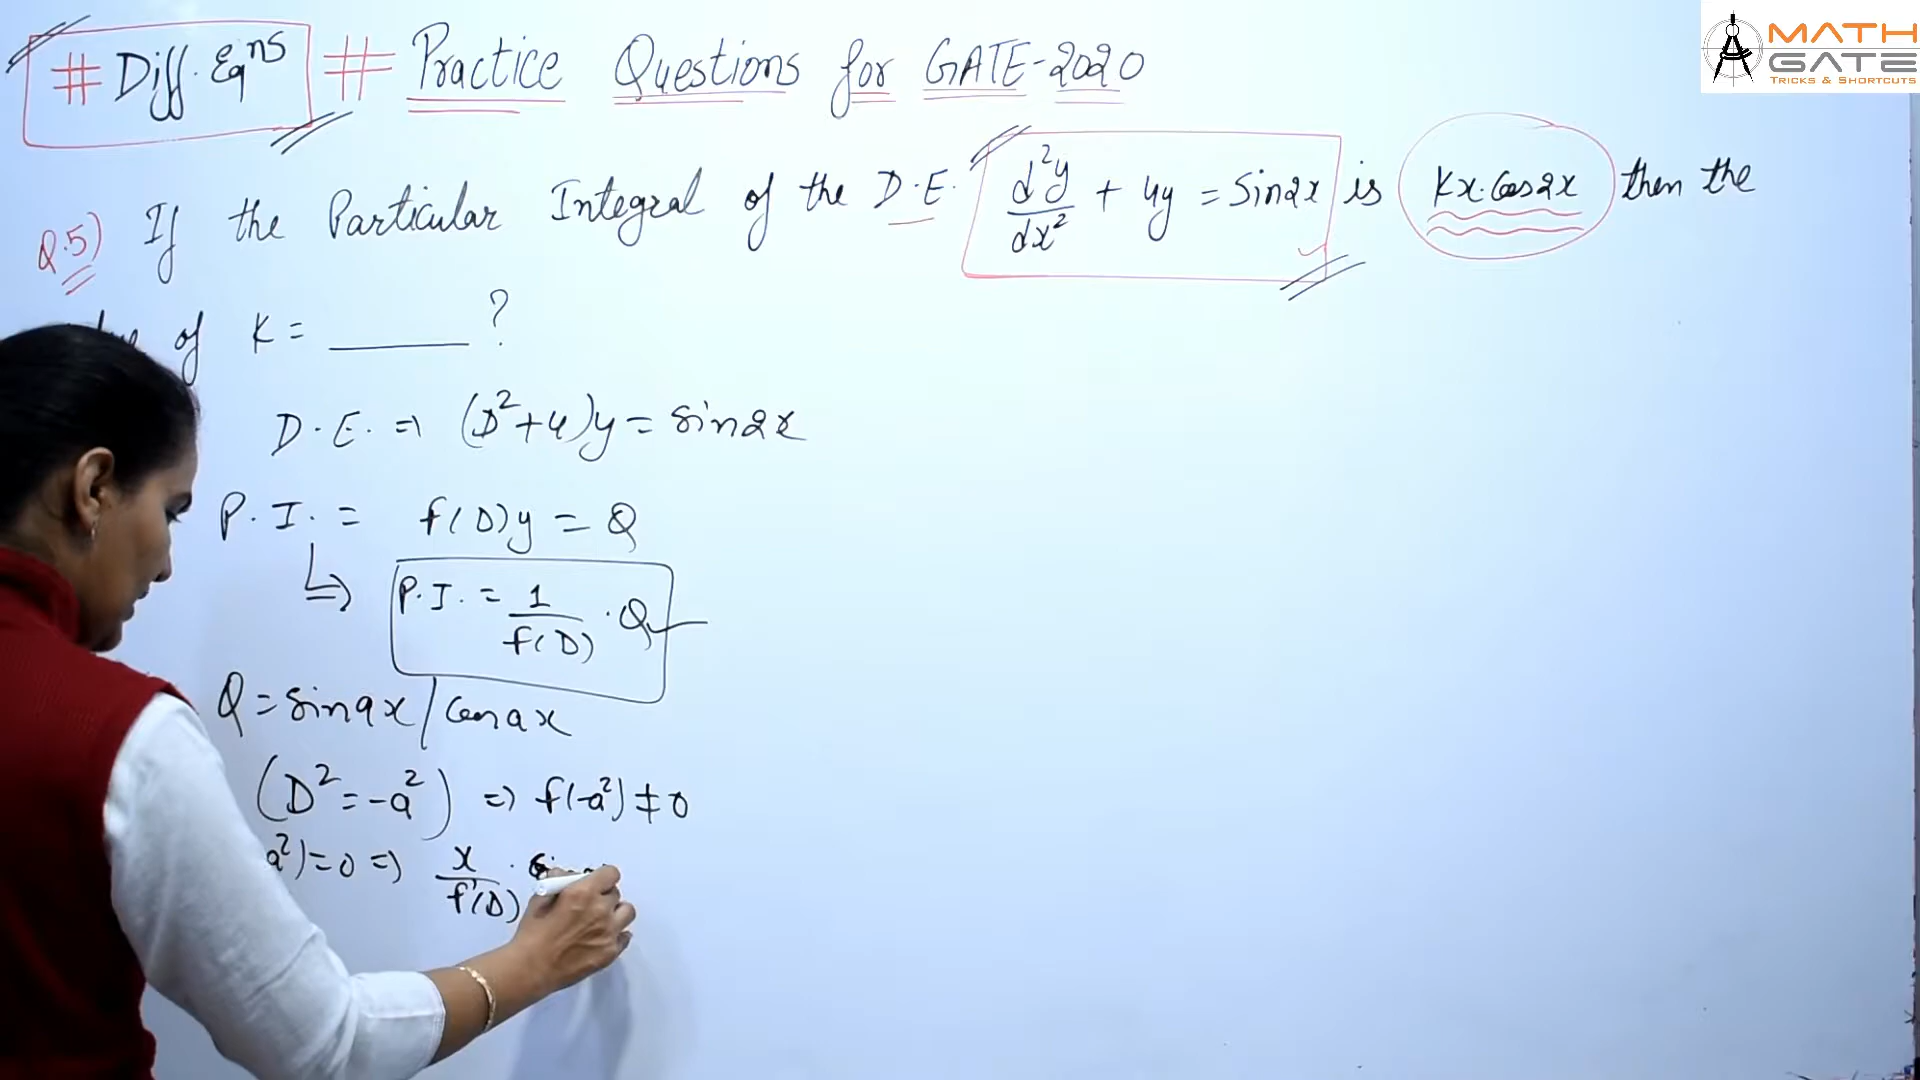 # Diff. Eqns # Practice Questions for GATE-2020
MATH
GATE
TRICKS & SHORTCUTS
Q.5) If the Particular Integral of the D.E. d²y/dx² + 4y = Sin2x is Kx.Cos2x then the
of K = ______ ?
D.E. ⇒ (D²+4)y = sin2x
P.I. = f(D)y = Q
↳ P.I. = 1/f(D) . Q
Q = sinax / cosax
(D² = -a²) ⇒ f(-a²) ≠ 0
a²) = 0 ⇒ x/f'(D) .